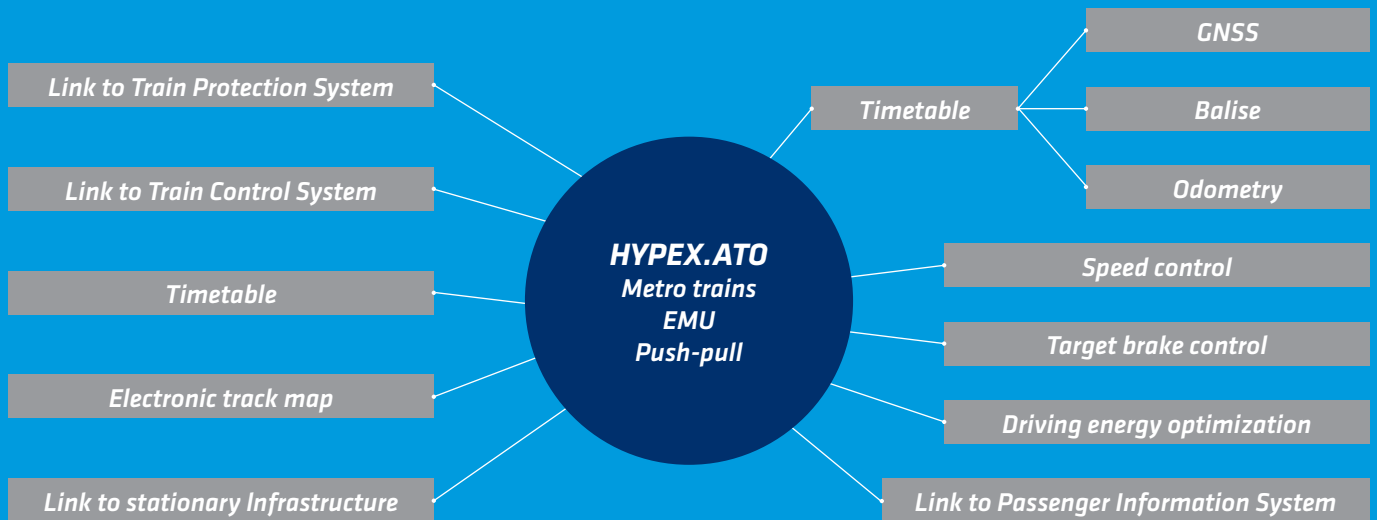 Link to Train Protection System
Link to Train Control System
Timetable
Electronic track map
Link to stationary Infrastructure
HYPEX.ATO
Metro trains
EMU
Push-pull
Timetable
GNSS
Balise
Odometry
Speed control
Target brake control
Driving energy optimization
Link to Passenger Information System